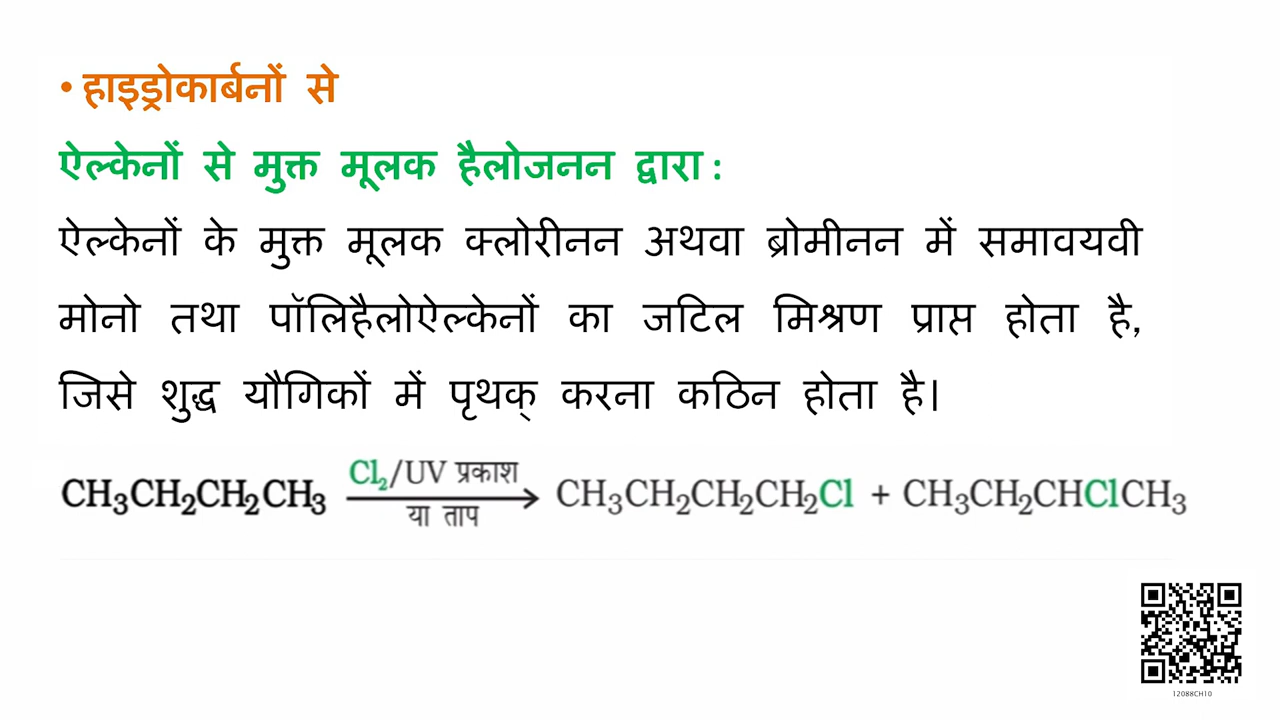 • हाइड्रोकार्बनों से
ऐल्केनों से मुक्त मूलक हैलोजनन द्वारा :
ऐल्केनों के मुक्त मूलक क्लोरीनन अथवा ब्रोमीनन में समावयवी
मोनो तथा पॉलिहैलोऐल्केनों का जटिल मिश्रण प्राप्त होता है,
जिसे शुद्ध यौगिकों में पृथक् करना कठिन होता है।
Cl₂/UV प्रकाश
CH₃CH₂CH₂CH₃ ⟶ CH₃CH₂CH₂CH₂Cl + CH₃CH₂CHClCH₃
या ताप
12088CH10